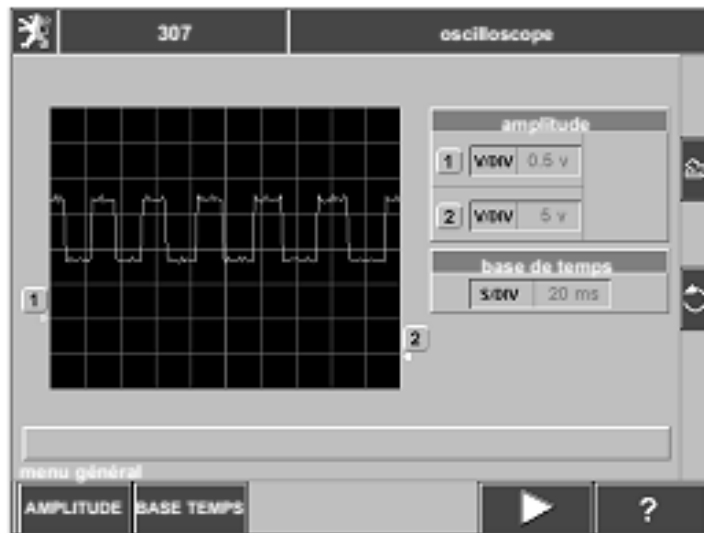 307 oscilloscope
amplitude
1 V/DIV 0.5 v
2 V/DIV 5 v
base de temps
S/DIV 20 ms
1
2
menu général
AMPLITUDE BASE TEMPS ?